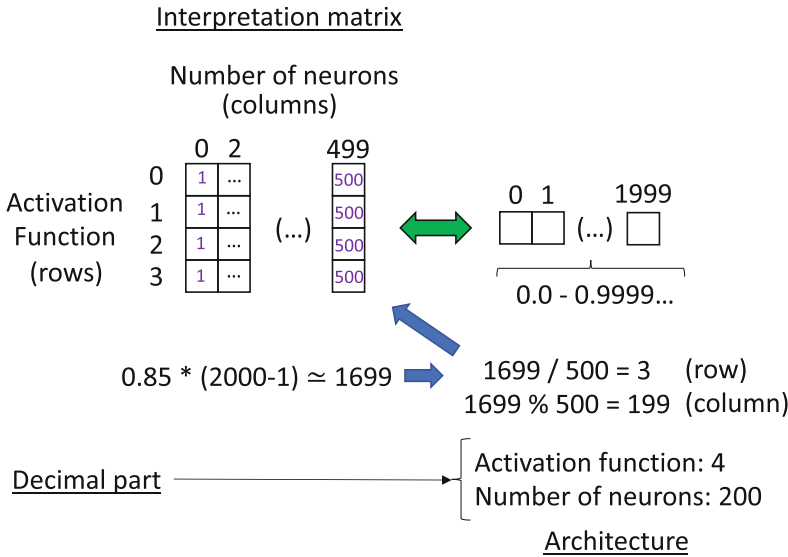 Interpretation matrix
Number of neurons
(columns)
0 2 499
Activation
Function
(rows)
0 1 ... 500
1 1 ... 500
2 1 ... 500
3 1 ... 500
(...)
0 1 1999
(...)
0.0 - 0.9999...
0.85 * (2000-1) ≃ 1699
1699 / 500 = 3 (row)
1699 % 500 = 199 (column)
Decimal part
Activation function: 4
Number of neurons: 200
Architecture